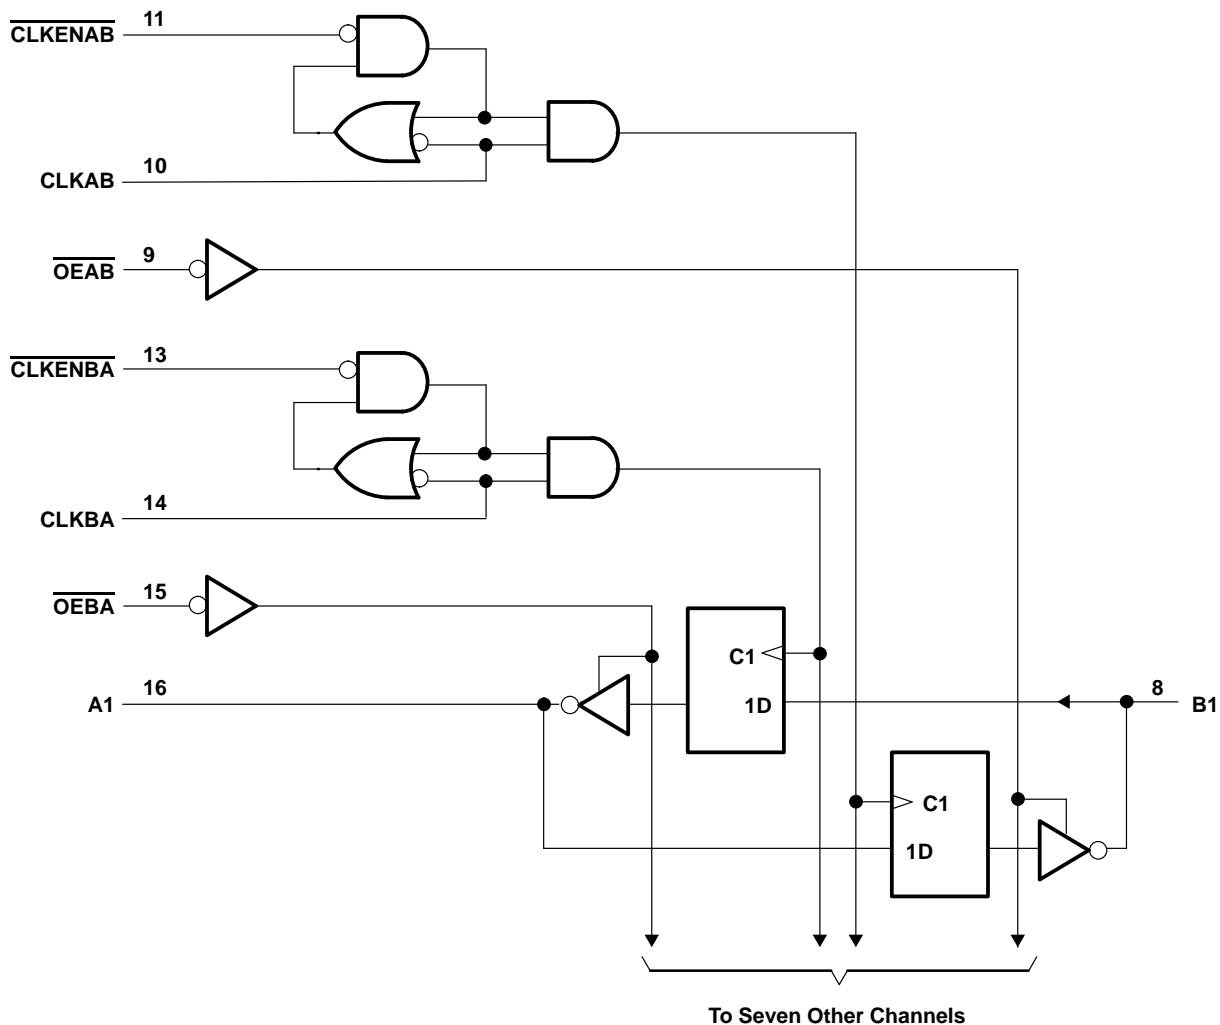 CLKENAB 11
CLKAB 10
OEAB 9
CLKENBA 13
CLKBA 14
OEBA 15
C1
A1 16 1D 8 B1
C1
1D
To Seven Other Channels